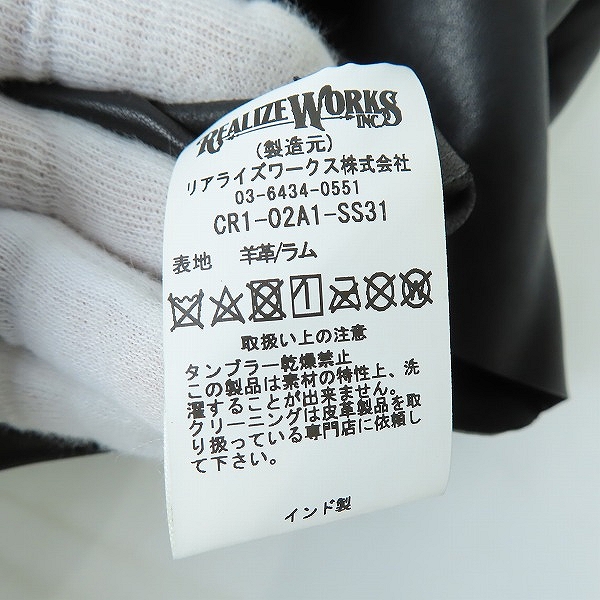 REALIZE WORKS
INC.
(製造元)
リアライズワークス株式会社
03-6434-0551
CR1-02A1-SS31
表地 羊革/ラム
W
取扱い上の注意
タンブラー乾燥禁止
この製品は素材の特性上、洗
濯することが出来ません。
クリーニングは皮革製品を取
り扱っている専門店に依頼し
て下さい。
インド製